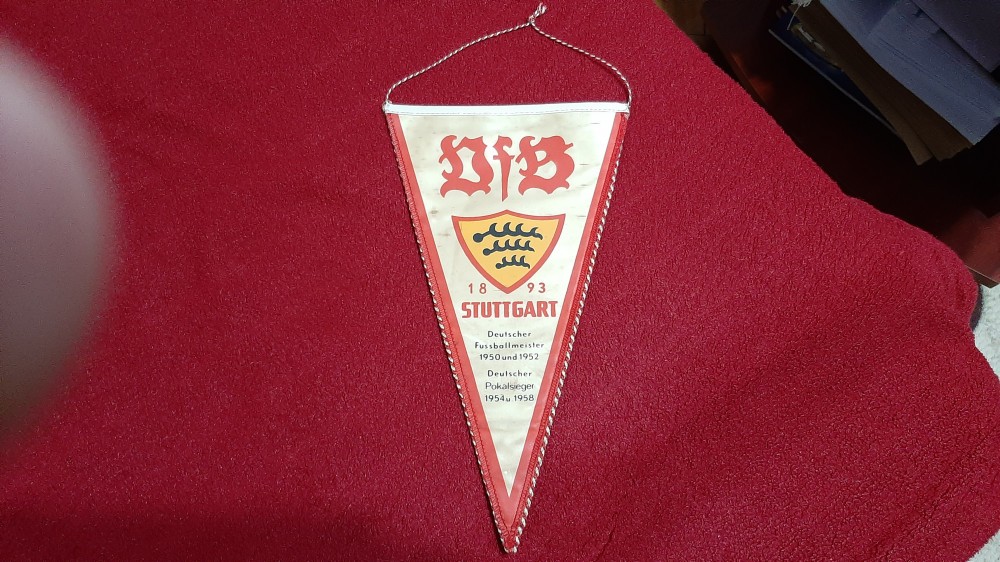 VfB
18 93
STUTTGART
Deutscher
Fussballmeister
1950 und 1952
Deutscher
Pokalsieger
1954 u. 1958